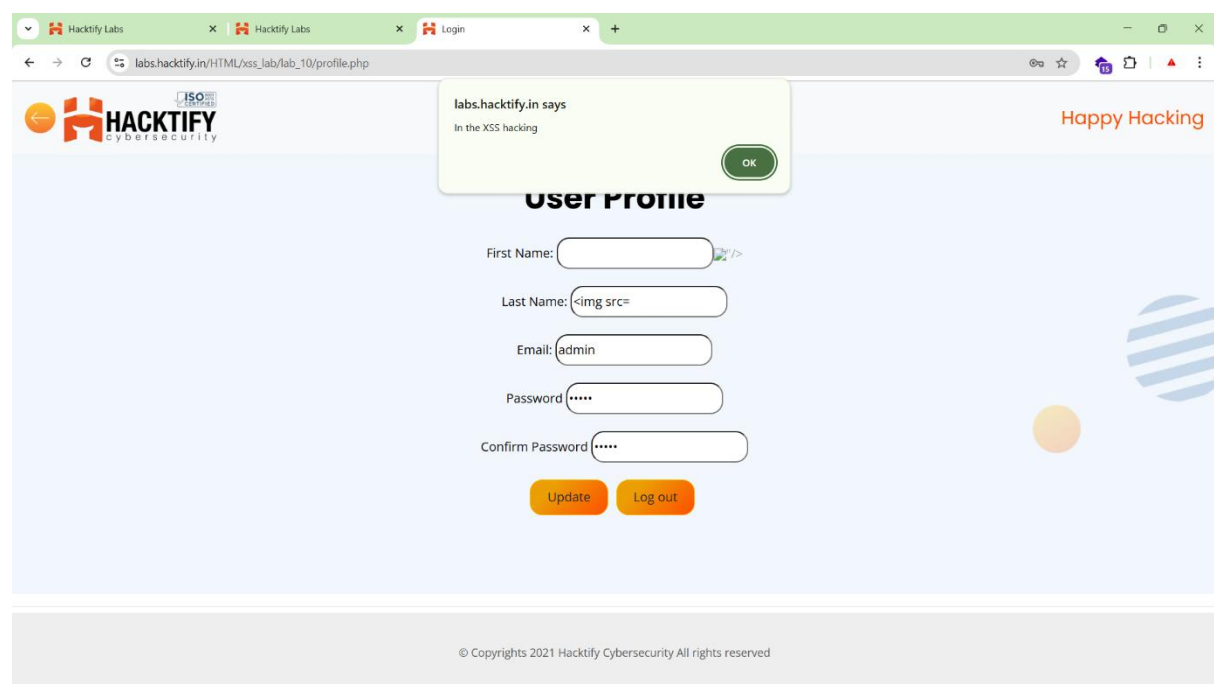 Hacktify Labs
Hacktify Labs
Login
labs.hacktify.in/HTML/xss_lab/lab_10/profile.php
15
ISO
CERTIFIED
HACKTIFY
cybersecurity
labs.hacktify.in says
In the XSS hacking
OK
Happy Hacking
User Profile
First Name: "/>
Last Name: <img src=
Email: admin
Password •••••
Confirm Password •••••
Update Log out
© Copyrights 2021 Hacktify Cybersecurity All rights reserved